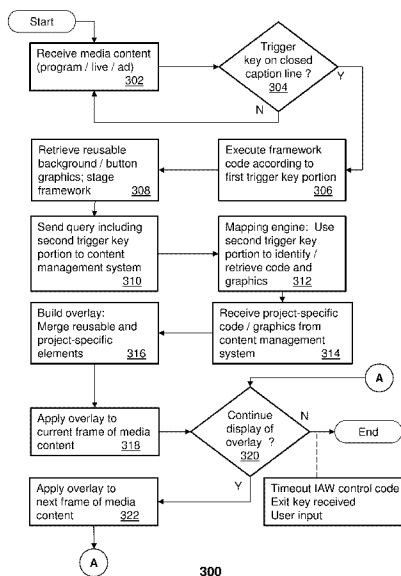 Start
Receive media content
(program / live / ad)
302
Trigger
key on closed
caption line ?
304
Y
N
Retrieve reusable
background / button
graphics; stage
framework 308
Execute framework
code according to
first trigger key portion
306
Send query including
second trigger key
portion to content
management system
310
Mapping engine: Use
second trigger key
portion to identify /
retrieve code and
graphics 312
Build overlay:
Merge reusable and
project-specific
elements 316
Receive project-specific
code / graphics from
content management
system 314
A
Apply overlay to
current frame of media
content 318
Continue
display of
overlay ?
320
N
End
Y
Apply overlay to
next frame of media
content 322
Timeout IAW control code
Exit key received
User input
A
300